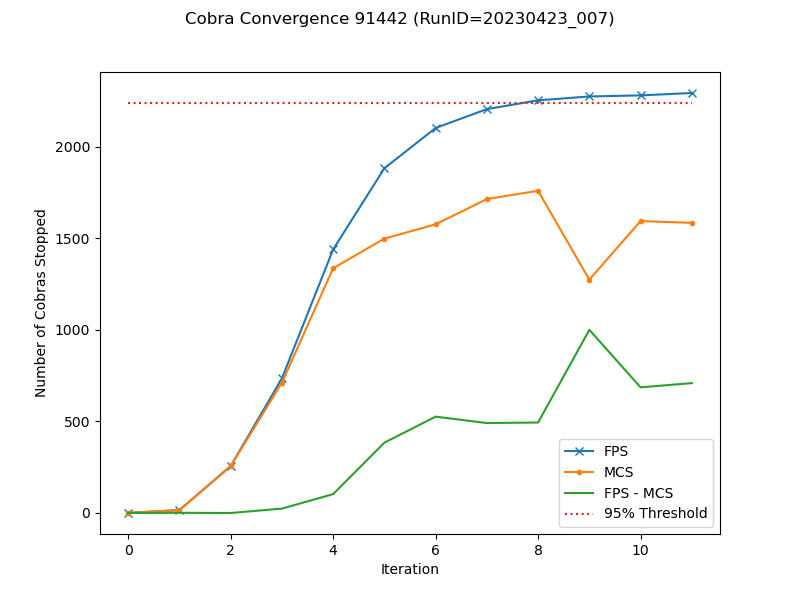 Cobra Convergence 91442 (RunID=20230423_007)
2000
1500
1000
500
0
Number of Cobras Stopped
0 2 4 6 8 10
Iteration
FPS
MCS
FPS - MCS
95% Threshold